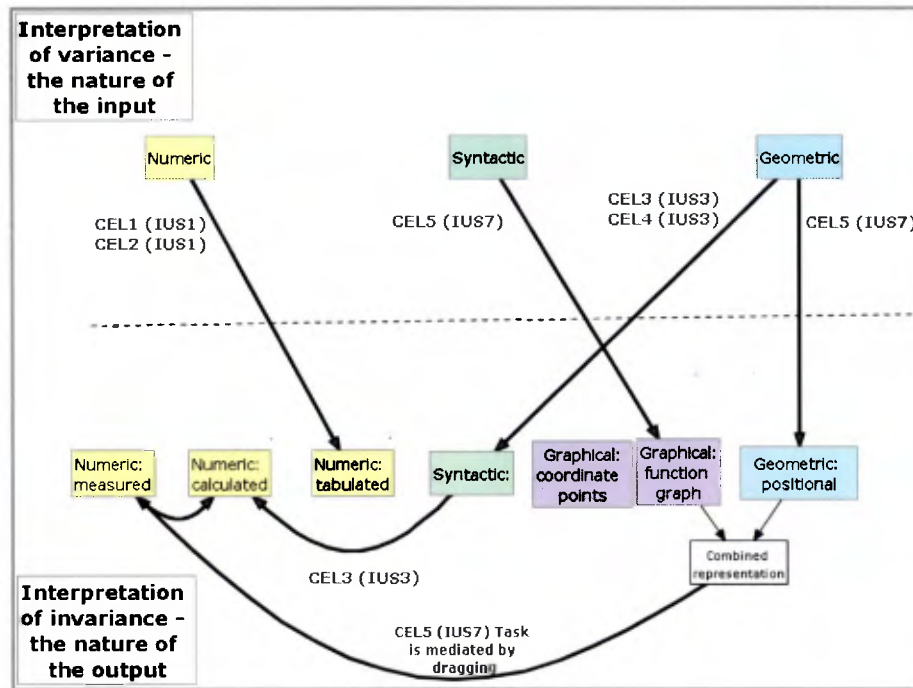 Interpretation
of variance -
the nature of
the input
Numeric
Syntactic
Geometric
CEL1 (IUS1)
CEL2 (IUS1)
CEL5 (IUS7)
CEL3 (IUS3)
CEL4 (IUS3)
CEL5 (IUS7)
Numeric:
measured
Numeric:
calculated
Numeric:
tabulated
Syntactic:
Graphical:
coordinate
points
Graphical:
function
graph
Geometric:
positional
Combined
representation
CEL3 (IUS3)
Interpretation
of invariance -
the nature of
the output
CEL5 (IUS7) Task
is mediated by
dragging